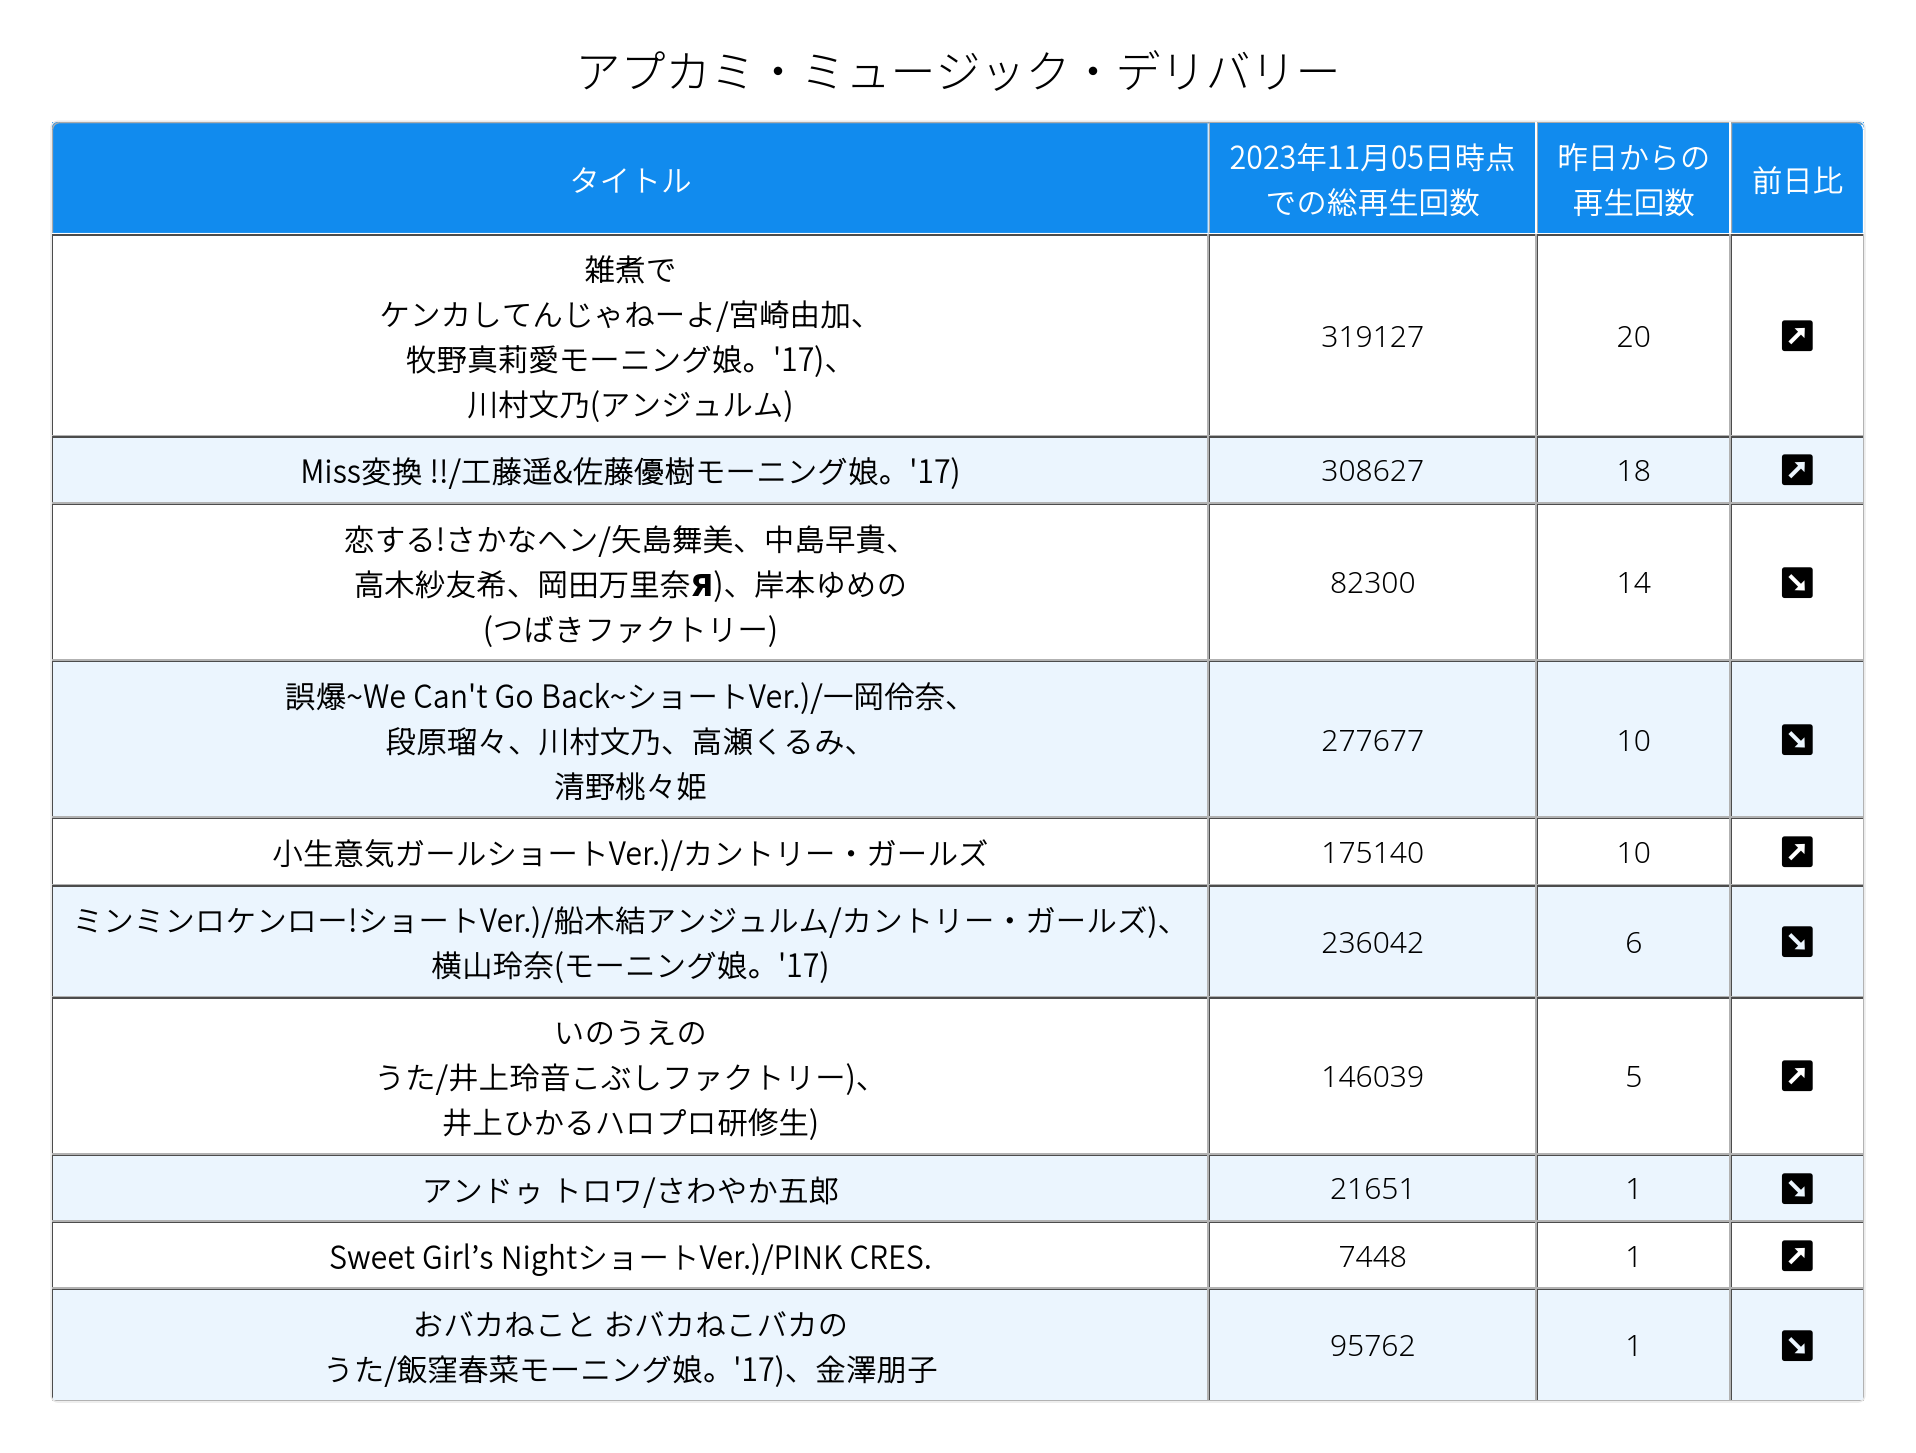 アプカミ・ミュージック・デリバリー
タイトル
2023年11月05日時点
での総再生回数
昨日からの
再生回数
前日比
雑煮で
ケンカしてんじゃねーよ/宮崎由加、
牧野真莉愛モーニング娘。'17)、
川村文乃(アンジュルム)
319127
20
Miss変換 !!/工藤遥&佐藤優樹モーニング娘。'17)
308627
18
恋する!さかなヘン/矢島舞美、中島早貴、
高木紗友希、岡田万里奈Я)、岸本ゆめの
(つばきファクトリー)
82300
14
誤爆~We Can't Go Back~ショートVer.)/一岡伶奈、
段原瑠々、川村文乃、高瀬くるみ、
清野桃々姫
277677
10
小生意気ガールショートVer.)/カントリー・ガールズ
175140
10
ミンミンロケンロー!ショートVer.)/船木結アンジュルム/カントリー・ガールズ)、
横山玲奈(モーニング娘。'17)
236042
6
いのうえの
うた/井上玲音こぶしファクトリー)、
井上ひかるハロプロ研修生)
146039
5
アンドゥ トロワ/さわやか五郎
21651
1
Sweet Girl’s NightショートVer.)/PINK CRES.
7448
1
おバカねこと おバカねこバカの
うた/飯窪春菜モーニング娘。'17)、金澤朋子
95762
1